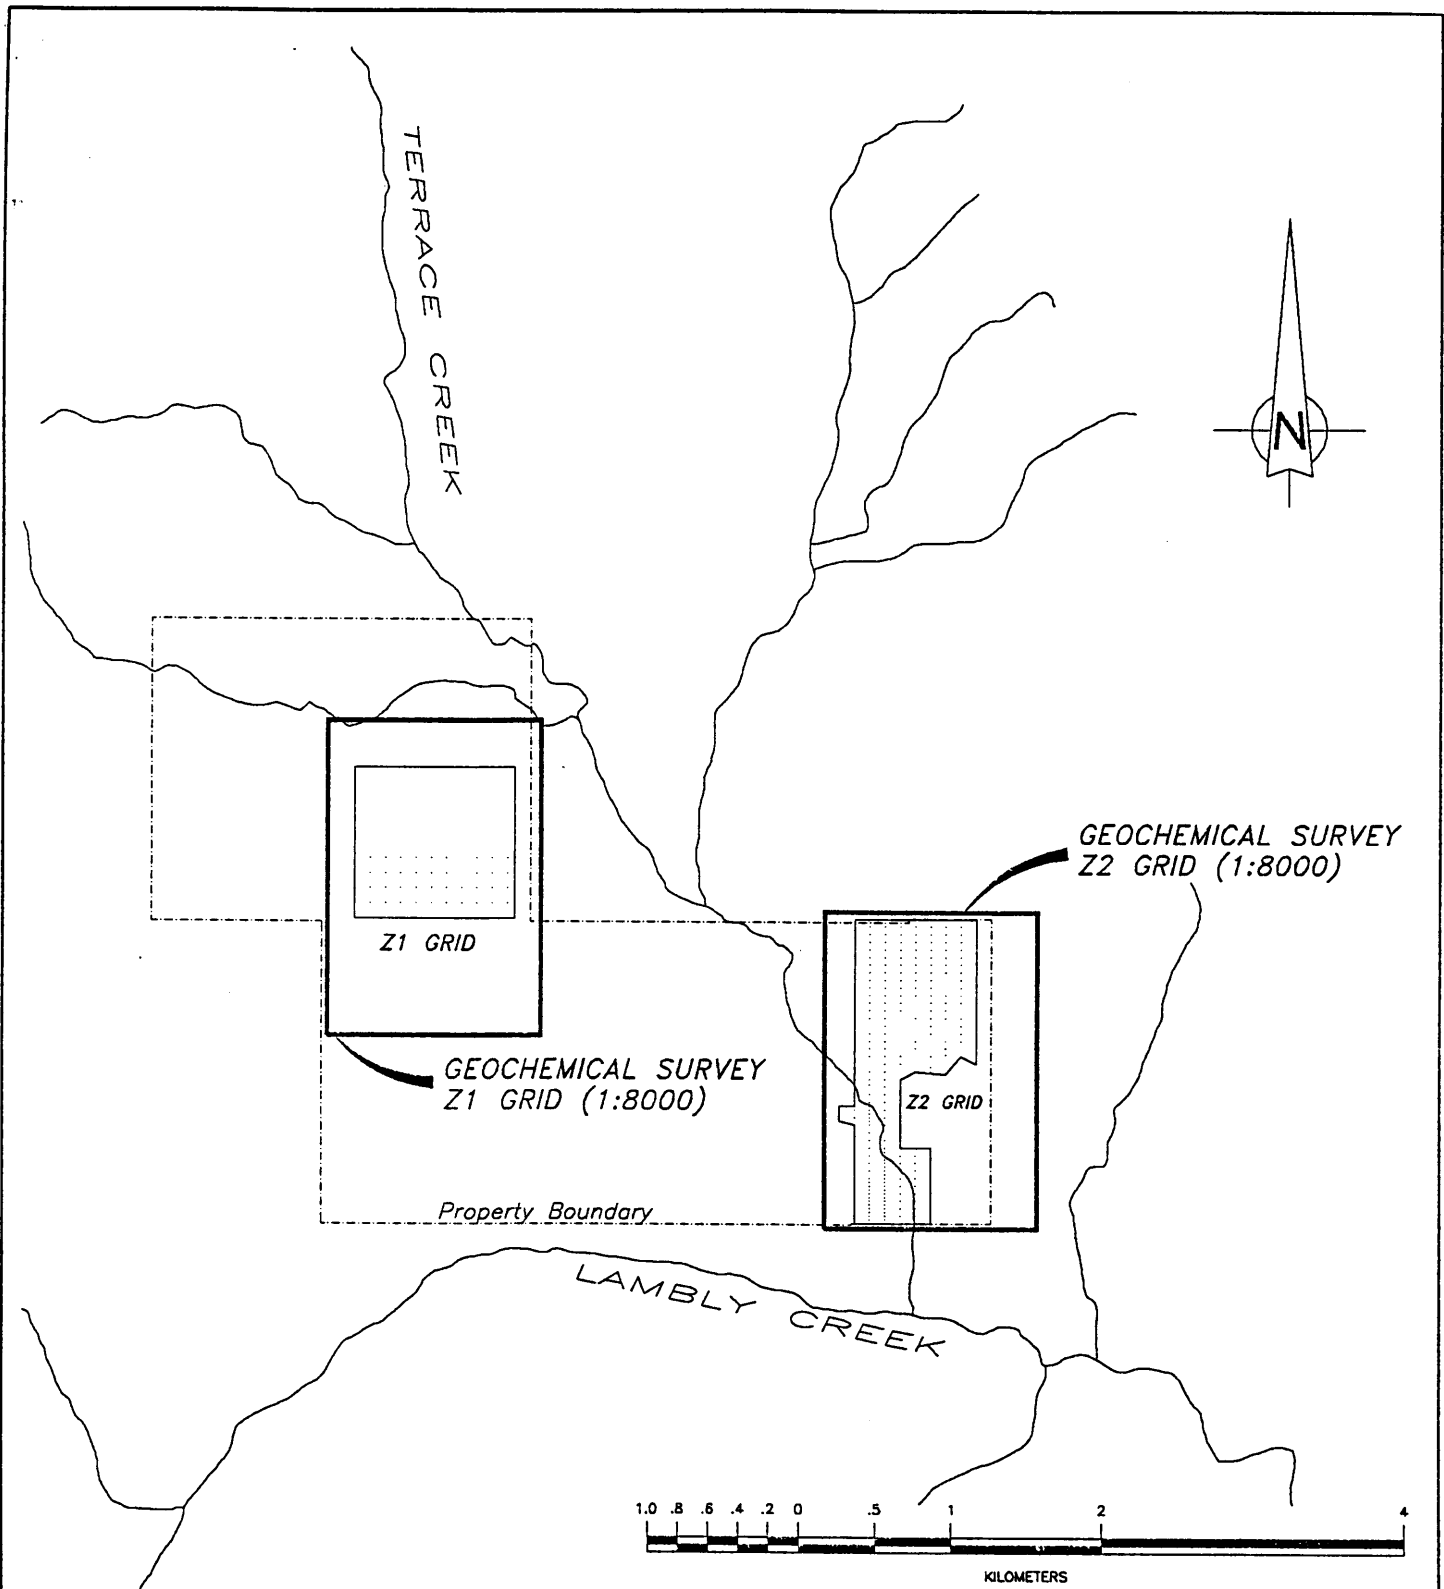 TERRACE CREEK
N
GEOCHEMICAL SURVEY
Z2 GRID (1:8000)
Z1 GRID
GEOCHEMICAL SURVEY
Z1 GRID (1:8000)
Z2 GRID
Property Boundary
LAMBLY CREEK
1.0 .8 .6 .4 .2 0 .5 1 2 4
KILOMETERS